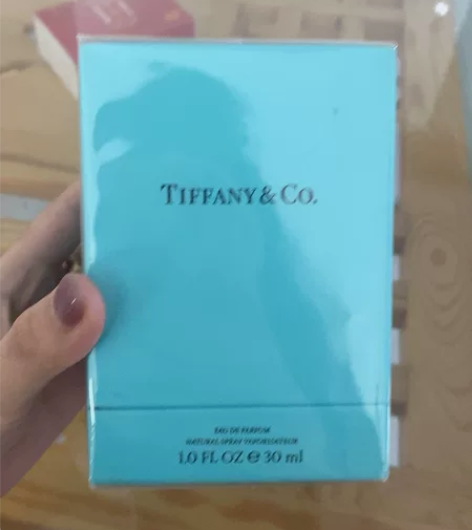 TIFFANY & CO.
EAU DE PARFUM
NATURAL SPRAY VAPORISATEUR
1.0 FL OZ ℮ 30 ml